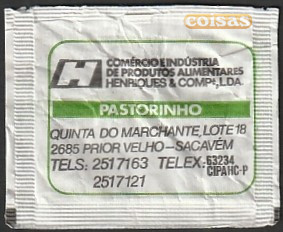 coisas
H
COMÉRCIO E INDÚSTRIA
DE PRODUTOS ALIMENTARES
HENRIQUES & COMPª, LDA.
PASTORINHO
QUINTA DO MARCHANTE, LOTE 18
2685 PRIOR VELHO-SACAVÉM
TELS: 2517163 TELEX: 63234
CIPAHC-P
2517121